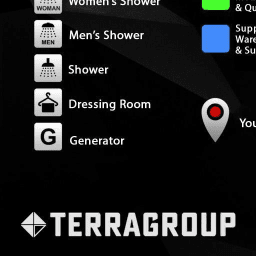 Women's Shower
WOMAN
Men's Shower
MEN
Shower
Dressing Room
G
Generator
& Qu
Supp
Ware
& Su
You
TERRAGROUP